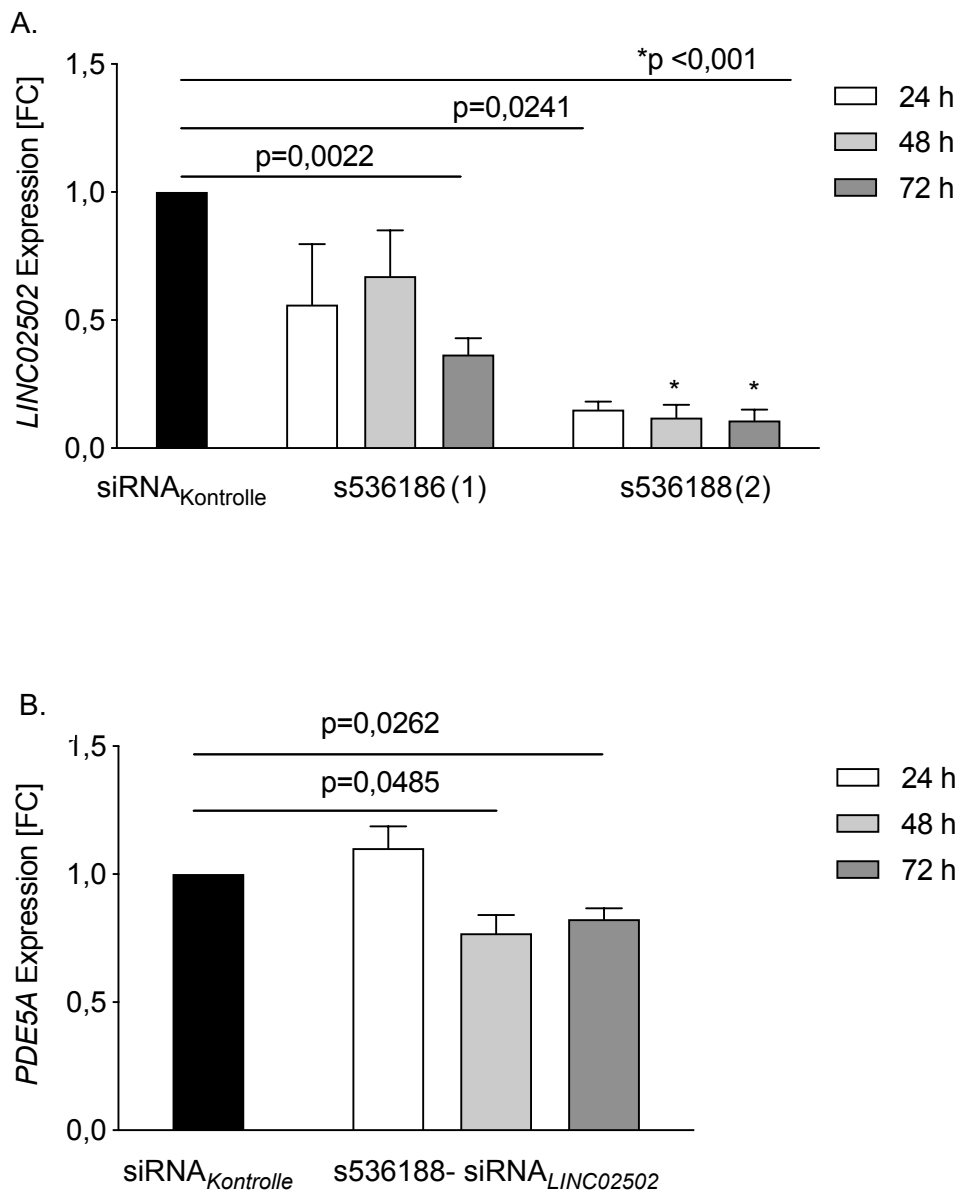 A.
LINC02502 Expression [FC]
1,5
1,0
0,5
0,0
*p <0,001
p=0,0241
p=0,0022
* *
24 h
48 h
72 h
siRNAKontrolle s536186 (1) s536188(2)
B.
PDE5A Expression [FC]
1,5
1,0
0,5
0,0
p=0,0262
p=0,0485
24 h
48 h
72 h
siRNAKontrolle s536188- siRNALINC02502